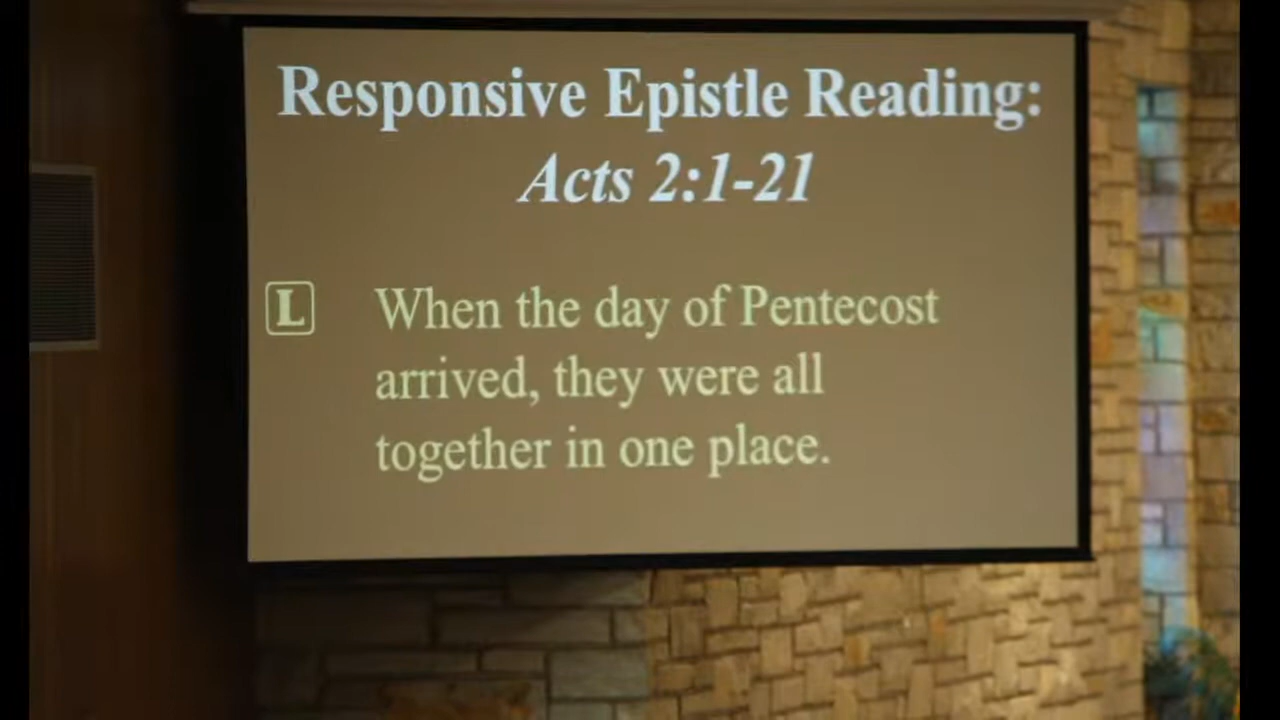 Responsive Epistle Reading:
Acts 2:1-21
L When the day of Pentecost
arrived, they were all
together in one place.